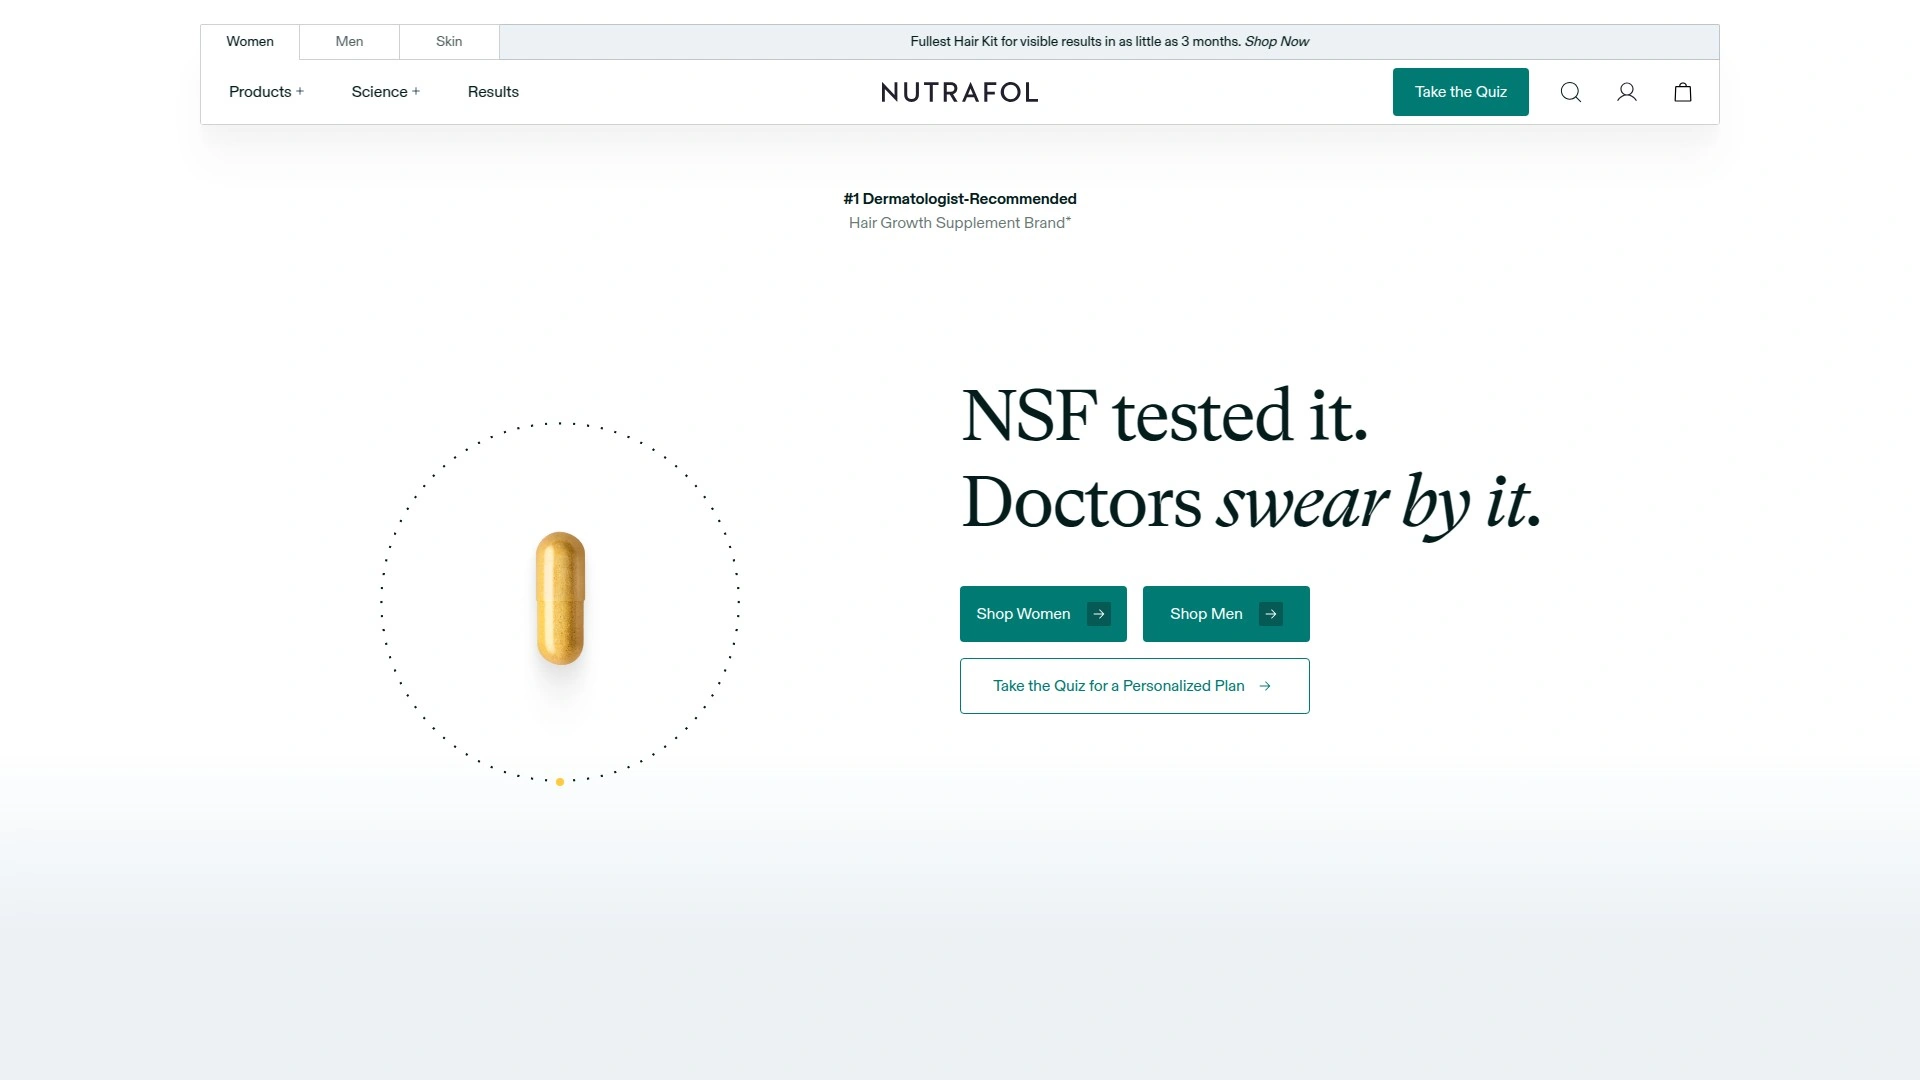 Women
Men
Skin
Fullest Hair Kit for visible results in as little as 3 months. Shop Now
Products +
Science +
Results
NUTRAFOL
Take the Quiz
#1 Dermatologist-Recommended
Hair Growth Supplement Brand*
NSF tested it.
Doctors swear by it.
Shop Women →
Shop Men →
Take the Quiz for a Personalized Plan →